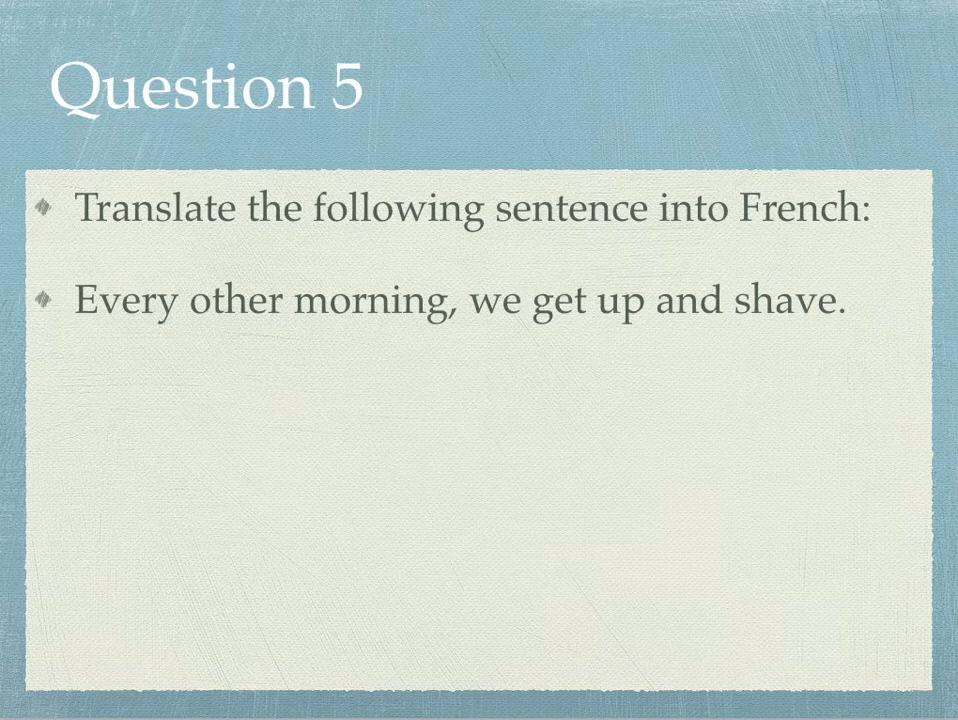 Question 5
Translate the following sentence into French:
Every other morning, we get up and shave.